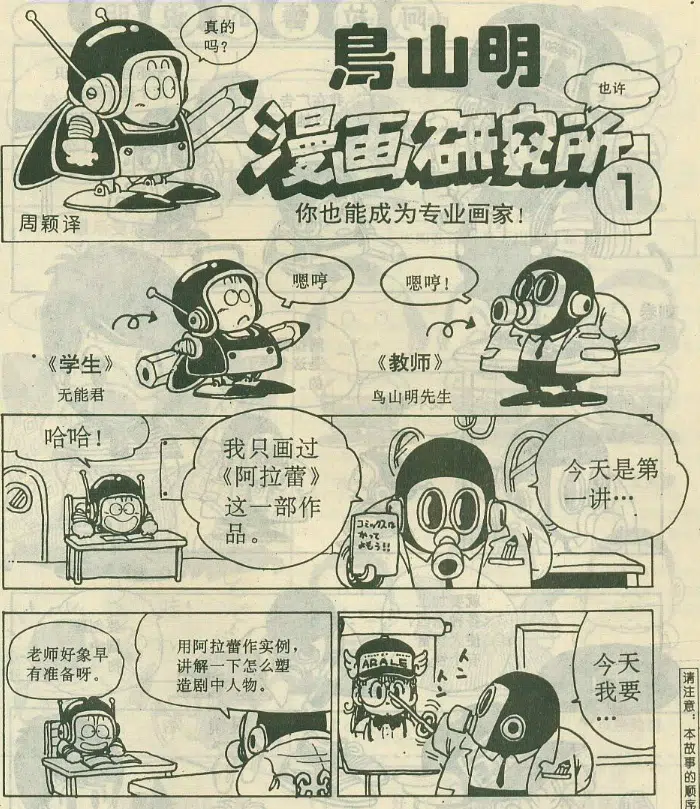 真的
吗?
鳥山明
也许
漫画研究所
1
你也能成为专业画家!
周颖译
嗯哼
嗯哼!
《学生》
无能君
《教师》
鸟山明先生
今天是第
一讲…
コミックスは
かって
よもう!!
我只画过
《阿拉蕾》
这一部作
品。
哈哈!
今天
我要
…
ARALE
トン
トン
用阿拉蕾作实例,
讲解一下怎么塑
造剧中人物。
老师好象早
有准备呀。
请注意:本故事的顺序